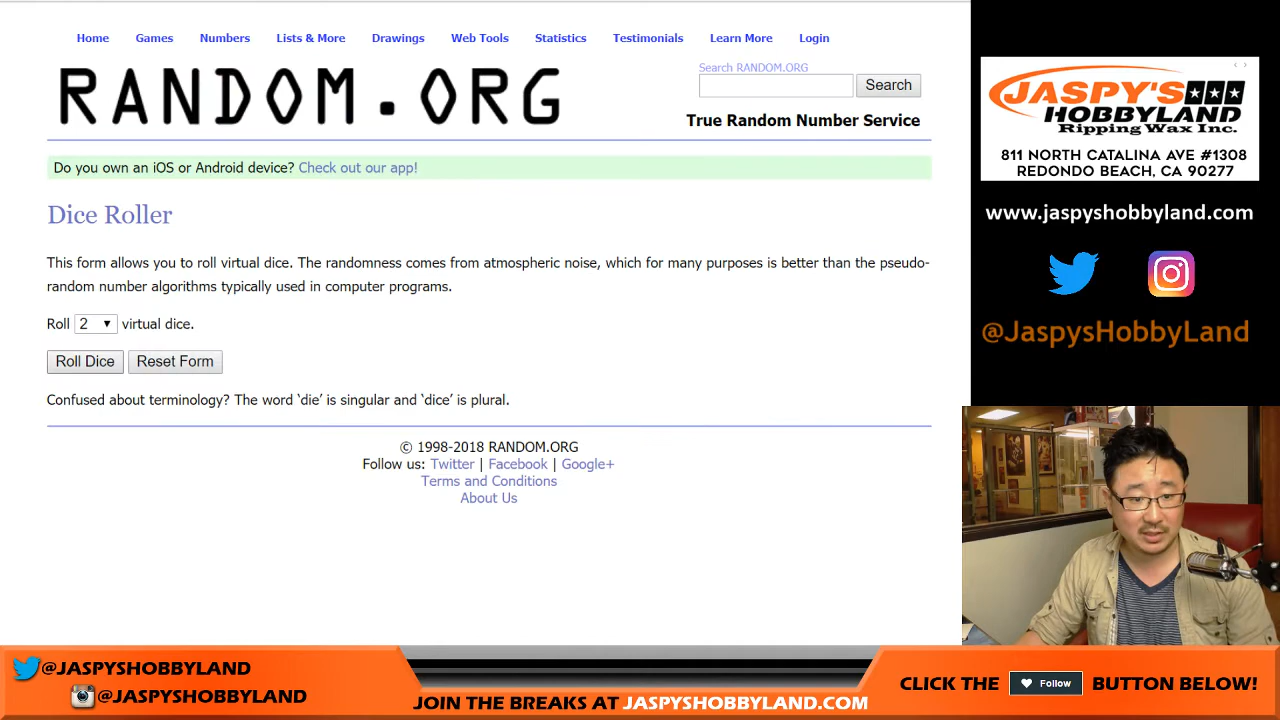 Home Games Numbers Lists & More Drawings Web Tools Statistics Testimonials Learn More Login
RANDOM.ORG
Search RANDOM.ORG
Search
True Random Number Service
Do you own an iOS or Android device? Check out our app!
Dice Roller
This form allows you to roll virtual dice. The randomness comes from atmospheric noise, which for many purposes is better than the pseudo-
random number algorithms typically used in computer programs.
Roll 2 virtual dice.
Roll Dice Reset Form
Confused about terminology? The word ‘die’ is singular and ‘dice’ is plural.
© 1998-2018 RANDOM.ORG
Follow us: Twitter | Facebook | Google+
Terms and Conditions
About Us
JASPY'S
HOBBYLAND
Ripping Wax Inc.
811 NORTH CATALINA AVE #1308
REDONDO BEACH, CA 90277
www.jaspyshobbyland.com
@JaspysHobbyLand
@JASPYSHOBBYLAND
@JASPYSHOBBYLAND
JOIN THE BREAKS AT JASPYSHOBBYLAND.COM
CLICK THE Follow BUTTON BELOW!